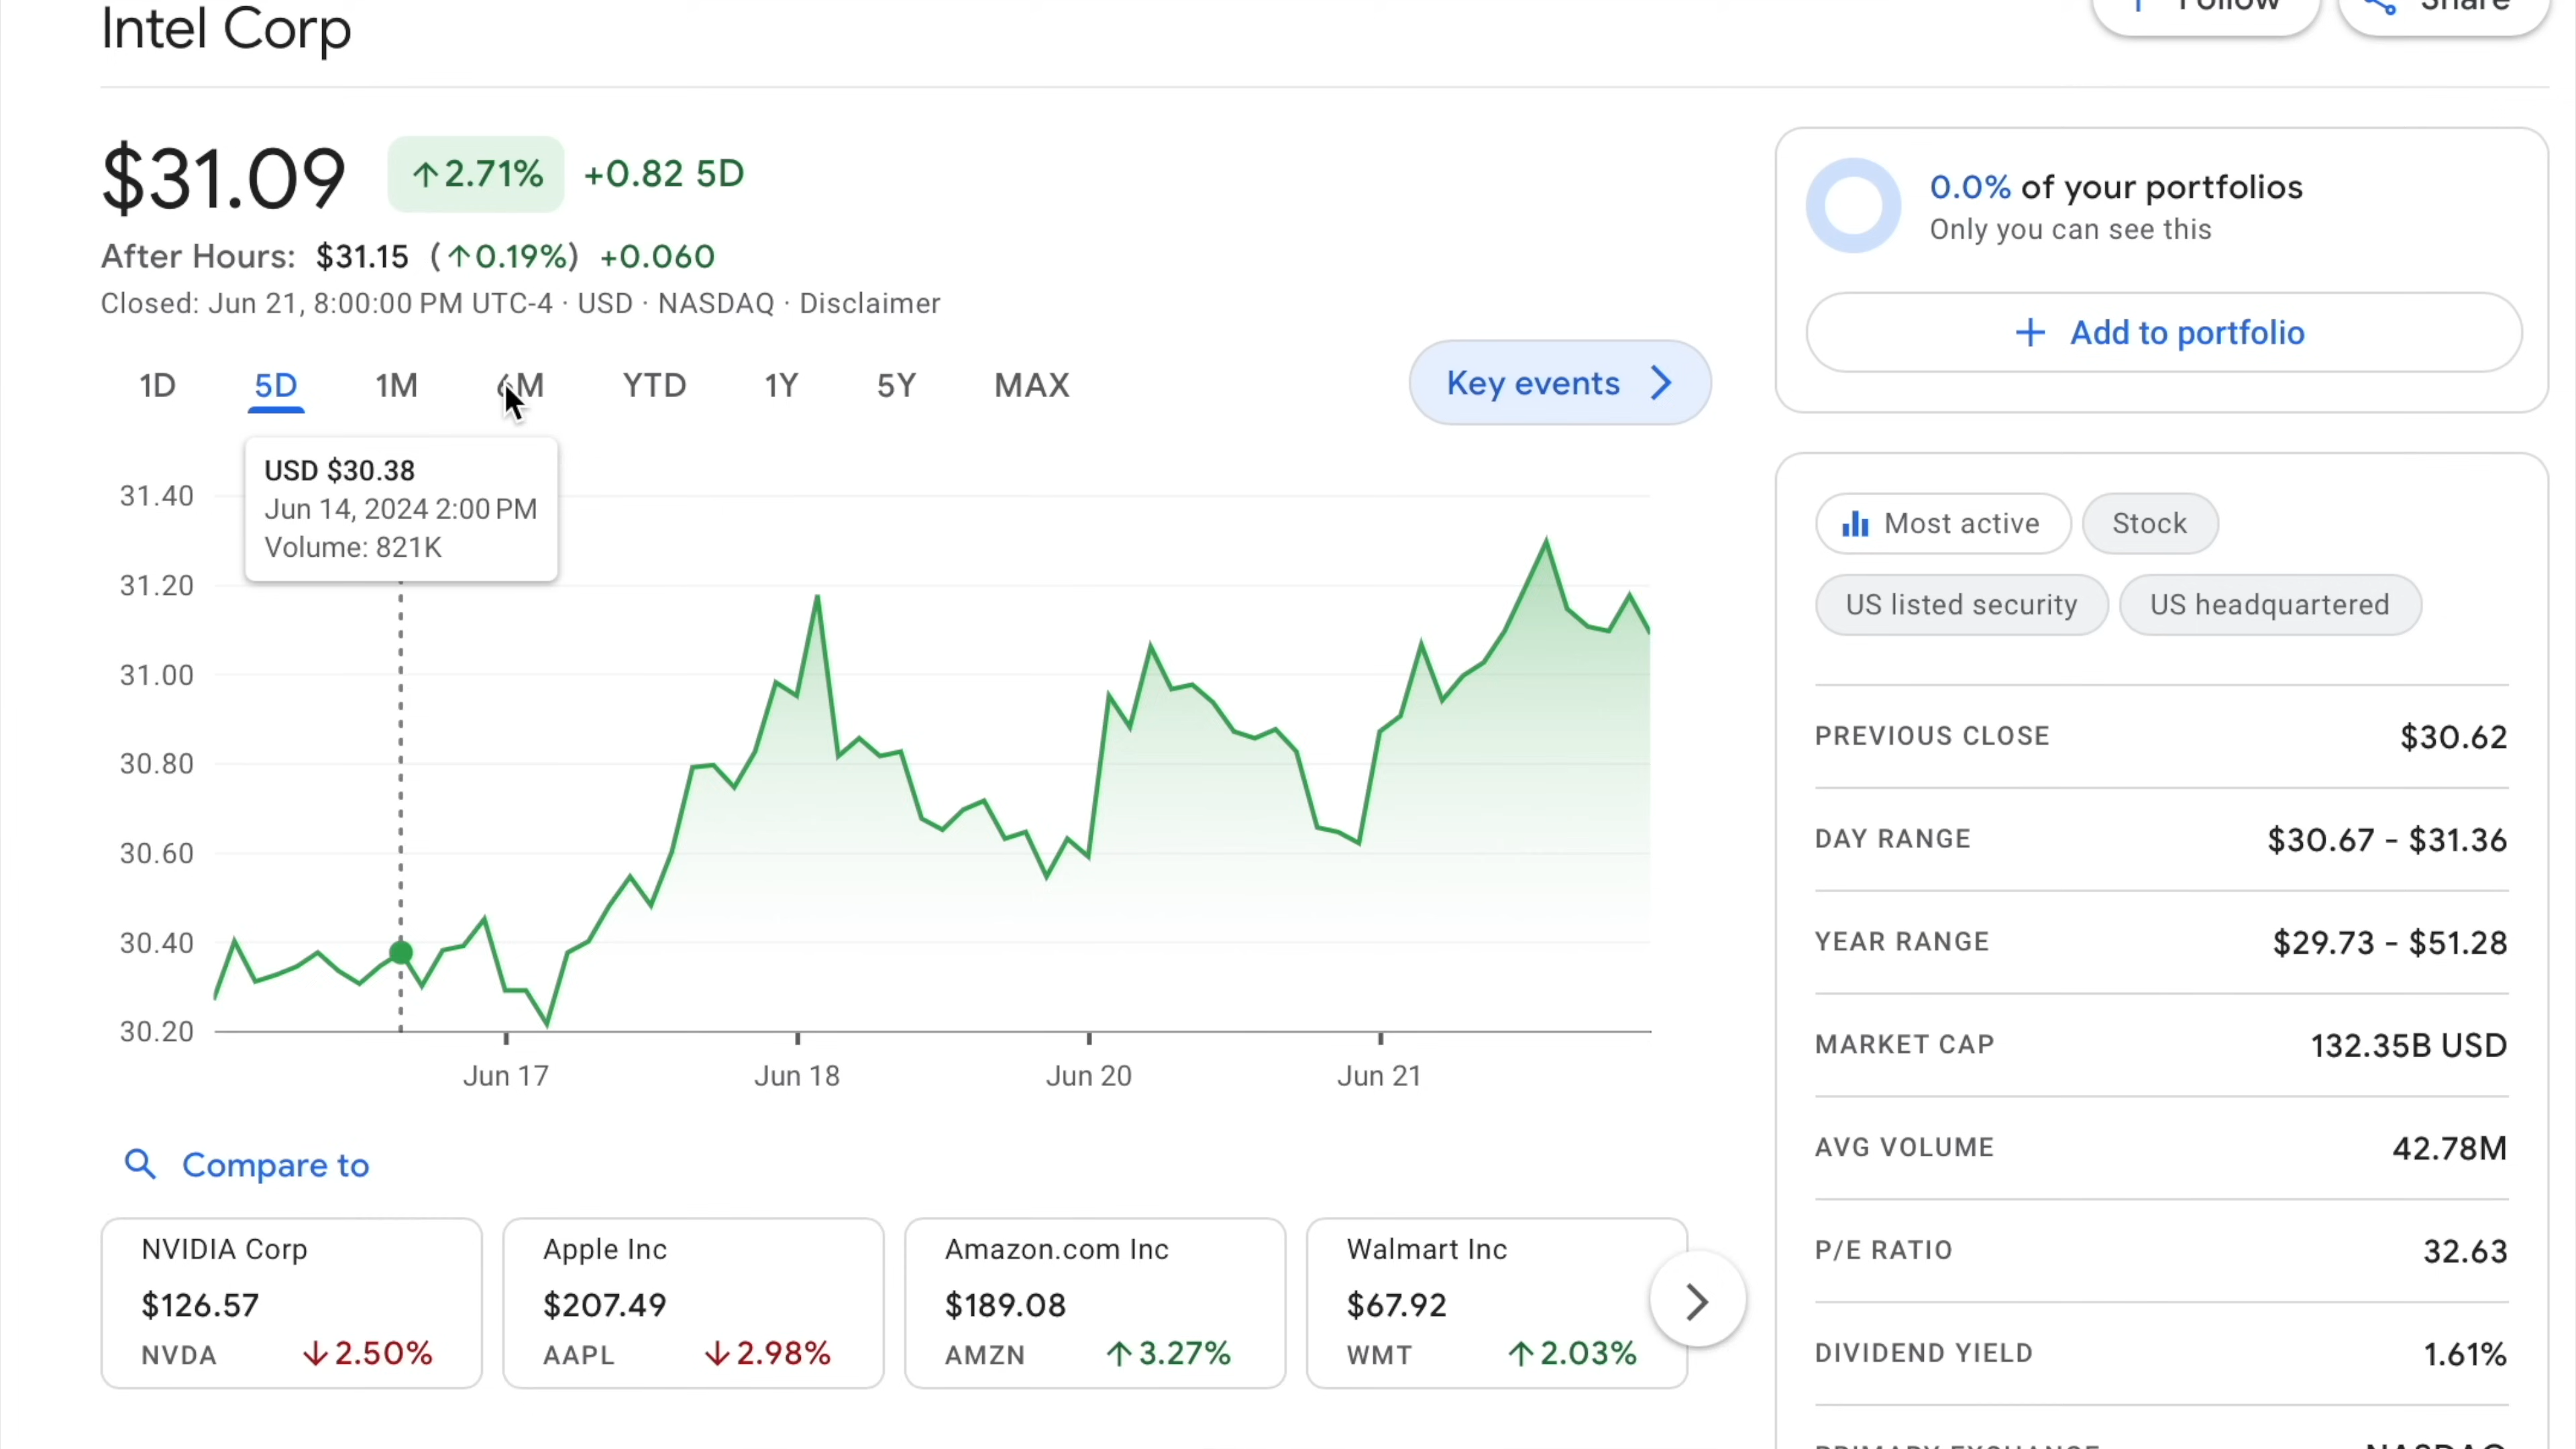 Intel Corp
Follow
Share
$31.09
↑2.71%
+0.82 5D
After Hours: $31.15 (↑0.19%) +0.060
Closed: Jun 21, 8:00:00 PM UTC-4 · USD · NASDAQ · Disclaimer
1D 5D 1M 6M YTD 1Y 5Y MAX
Key events
USD $30.38
Jun 14, 2024 2:00 PM
Volume: 821K
31.40
31.20
31.00
30.80
30.60
30.40
30.20
Jun 17 Jun 18 Jun 20 Jun 21
Compare to
NVIDIA Corp
$126.57
NVDA ↓2.50%
Apple Inc
$207.49
AAPL ↓2.98%
Amazon.com Inc
$189.08
AMZN ↑3.27%
Walmart Inc
$67.92
WMT ↑2.03%
0.0% of your portfolios
Only you can see this
+ Add to portfolio
Most active
Stock
US listed security
US headquartered
PREVIOUS CLOSE $30.62
DAY RANGE $30.67 - $31.36
YEAR RANGE $29.73 - $51.28
MARKET CAP 132.35B USD
AVG VOLUME 42.78M
P/E RATIO 32.63
DIVIDEND YIELD 1.61%